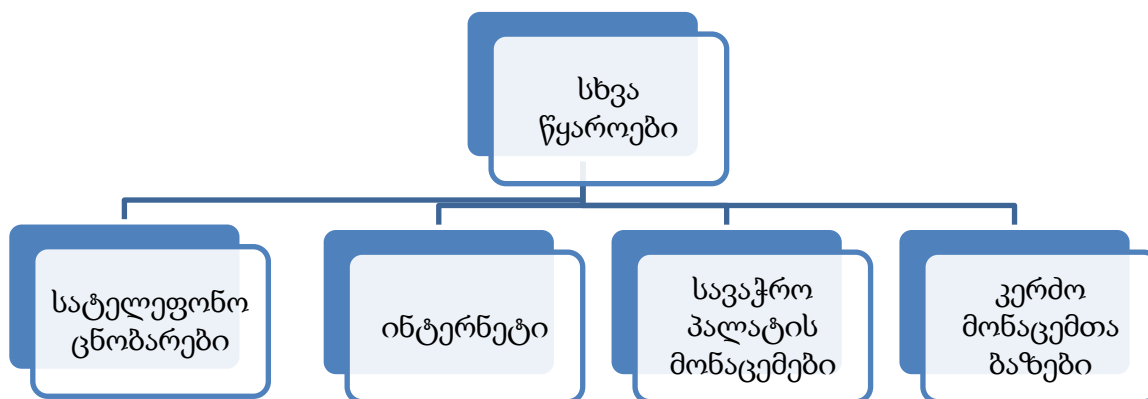 სხვა
წყაროები
სატელეფონო
ცნობარები
ინტერნეტი
სავაჭრო
პალატის
მონაცემები
კერძო
მონაცემთა
ბაზები